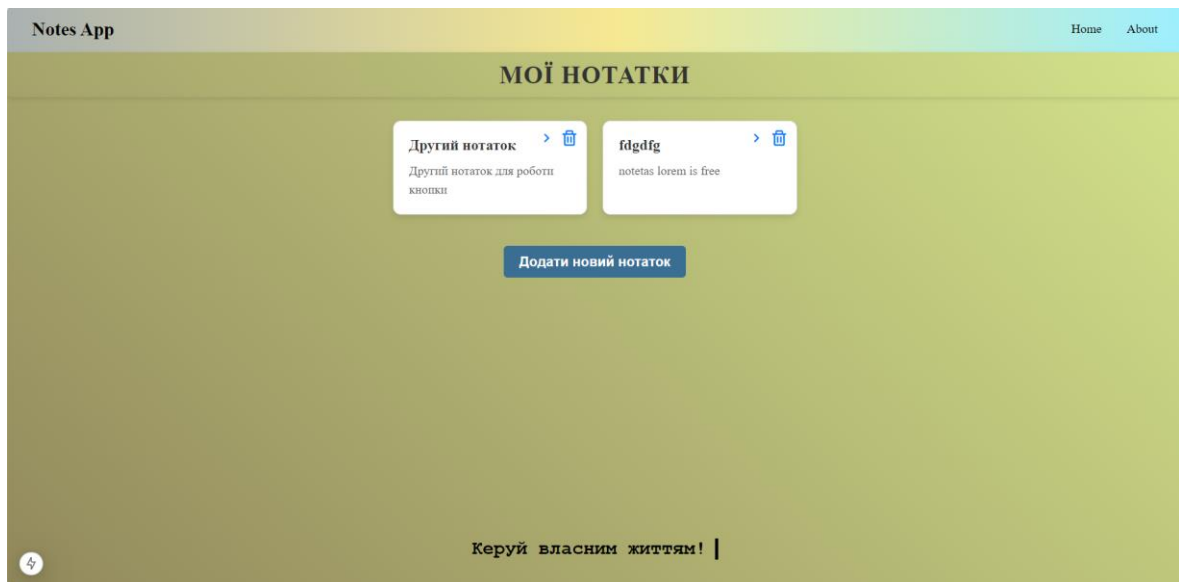 Notes App
Home About
МОЇ НОТАТКИ
Другий нотаток
Другий нотаток для роботи
кнопки
fdgdfg
notetas lorem is free
Додати новий нотаток
Керуй власним життям!